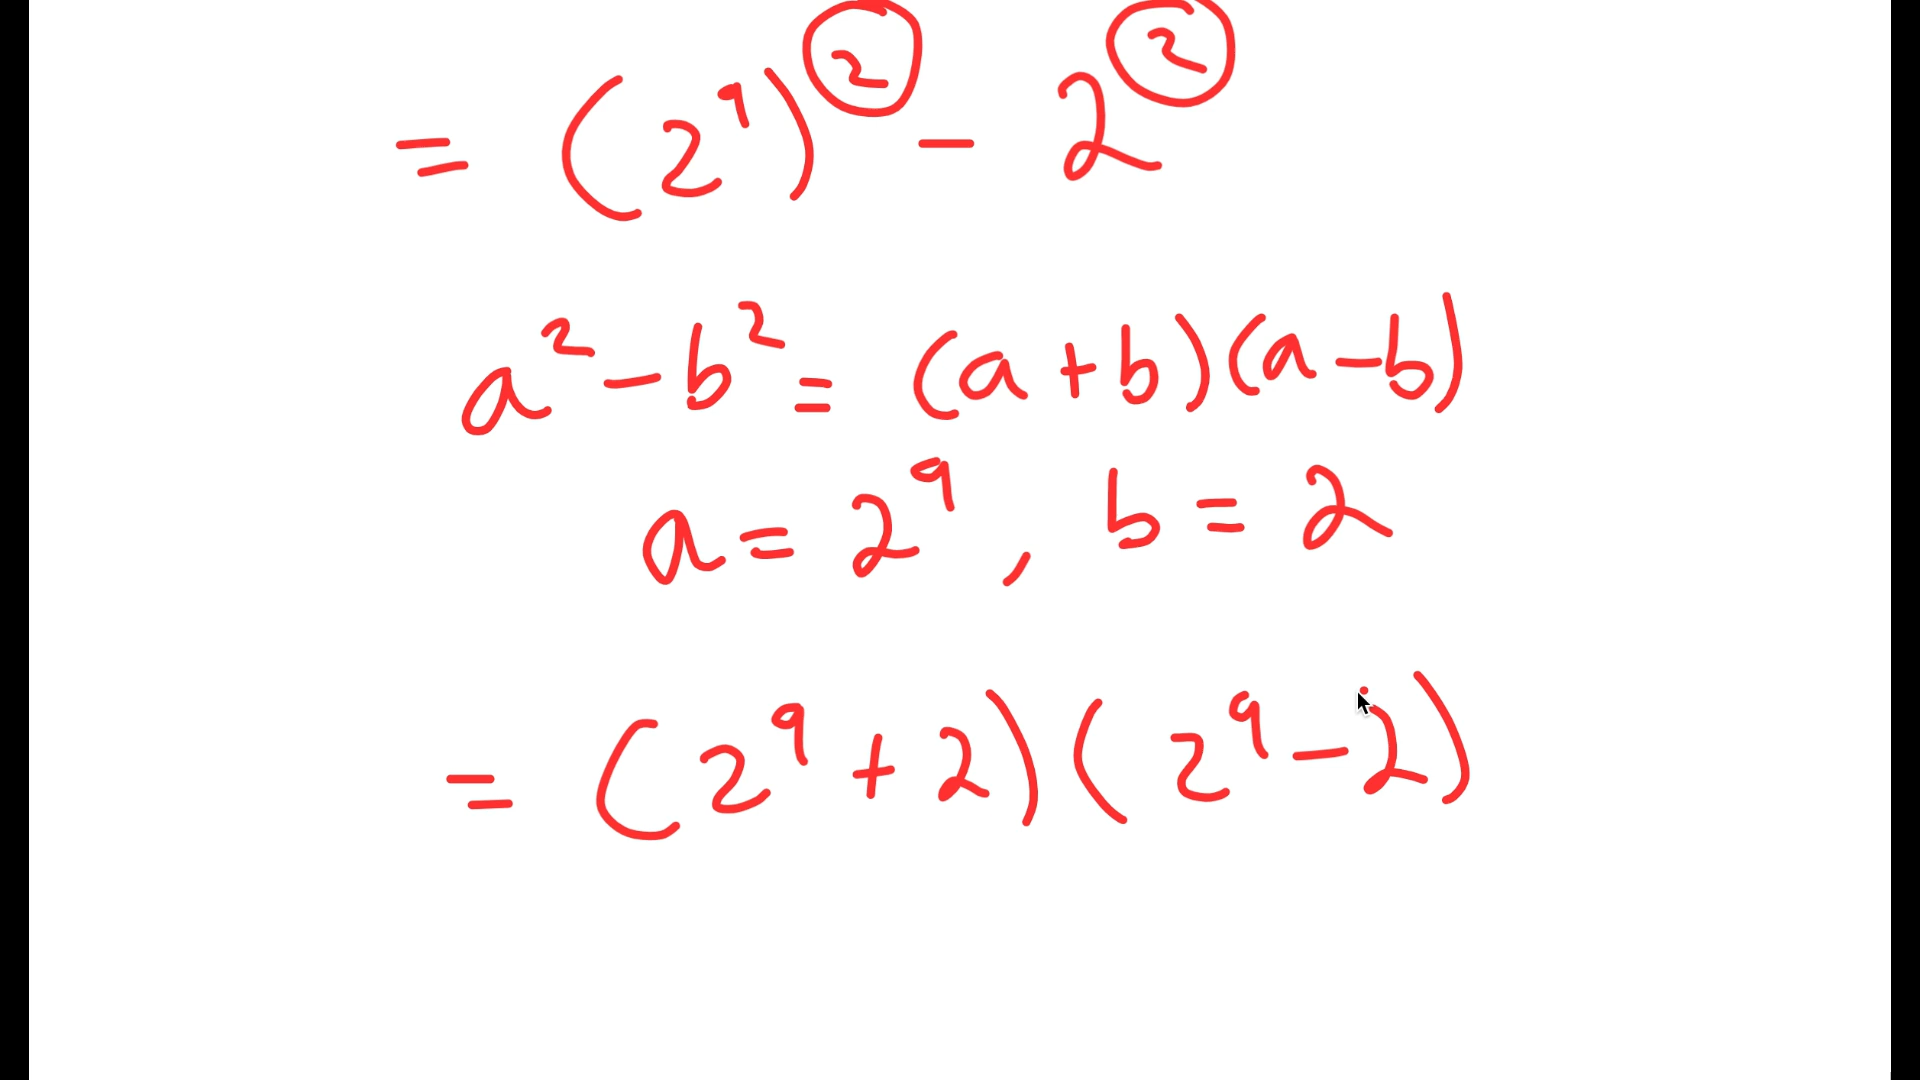 = (2⁹)² - 2²
a² - b² = (a + b)(a - b)
a = 2⁹, b = 2
= (2⁹ + 2)(2⁹ - 2)